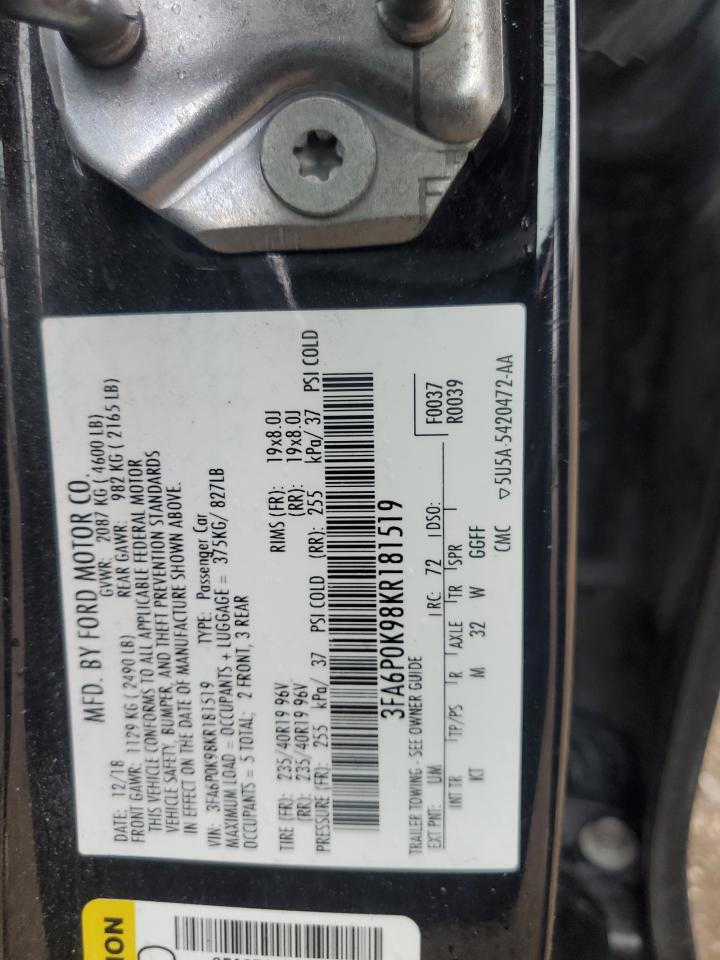 MFD. BY FORD MOTOR CO.
DATE: 12/18 GVWR: 2087 KG ( 4600 LB)
FRONT GAWR: 1129 KG ( 2490 LB) REAR GAWR: 982 KG ( 2165 LB)
THIS VEHICLE CONFORMS TO ALL APPLICABLE FEDERAL MOTOR
VEHICLE SAFETY, BUMPER, AND THEFT PREVENTION STANDARDS
IN EFFECT ON THE DATE OF MANUFACTURE SHOWN ABOVE.
VIN: 3FA6P0K98KR181519 TYPE: Passenger Car
MAXIMUM LOAD = OCCUPANTS + LUGGAGE = 375KG/ 827LB
OCCUPANTS = 5 TOTAL; 2 FRONT, 3 REAR
TIRE (FR): 235/40R19 96V RIMS (FR): 19x8.0J
(RR): 235/40R19 96V (RR): 19x8.0J
PRESSURE (FR): 255 kPa/ 37 PSI COLD (RR): 255 kPa/ 37 PSI COLD
3FA6P0K98KR181519
TRAILER TOWING - SEE OWNER GUIDE F0037
EXT PNT: UM RC: 72 DSO: R0039
INT TR TP/PS R AXLE TR SPR
KT M 32 W GGFF
CMC ▽5U5A-5420472-AA